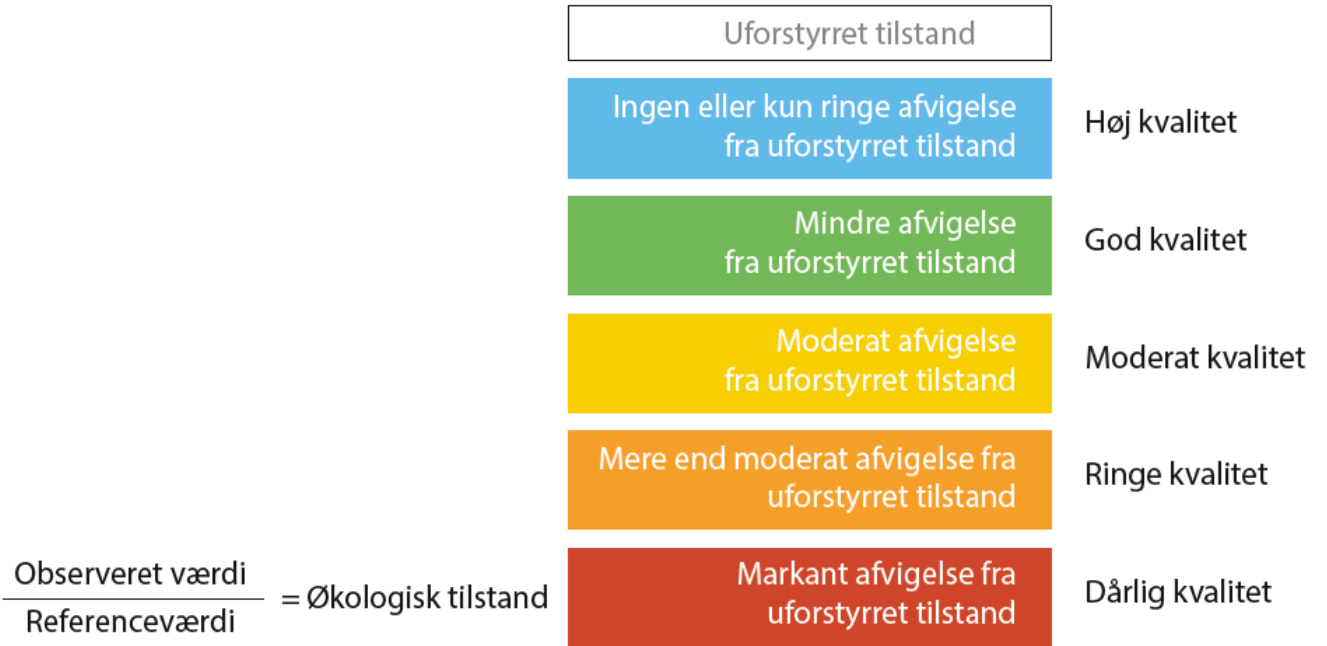 Uforstyrret tilstand
Ingen eller kun ringe afvigelse
fra uforstyrret tilstand
Høj kvalitet
Mindre afvigelse
fra uforstyrret tilstand
God kvalitet
Moderat afvigelse
fra uforstyrret tilstand
Moderat kvalitet
Mere end moderat afvigelse fra
uforstyrret tilstand
Ringe kvalitet
Observeret værdi
Referenceværdi
= Økologisk tilstand
Markant afvigelse fra
uforstyrret tilstand
Dårlig kvalitet